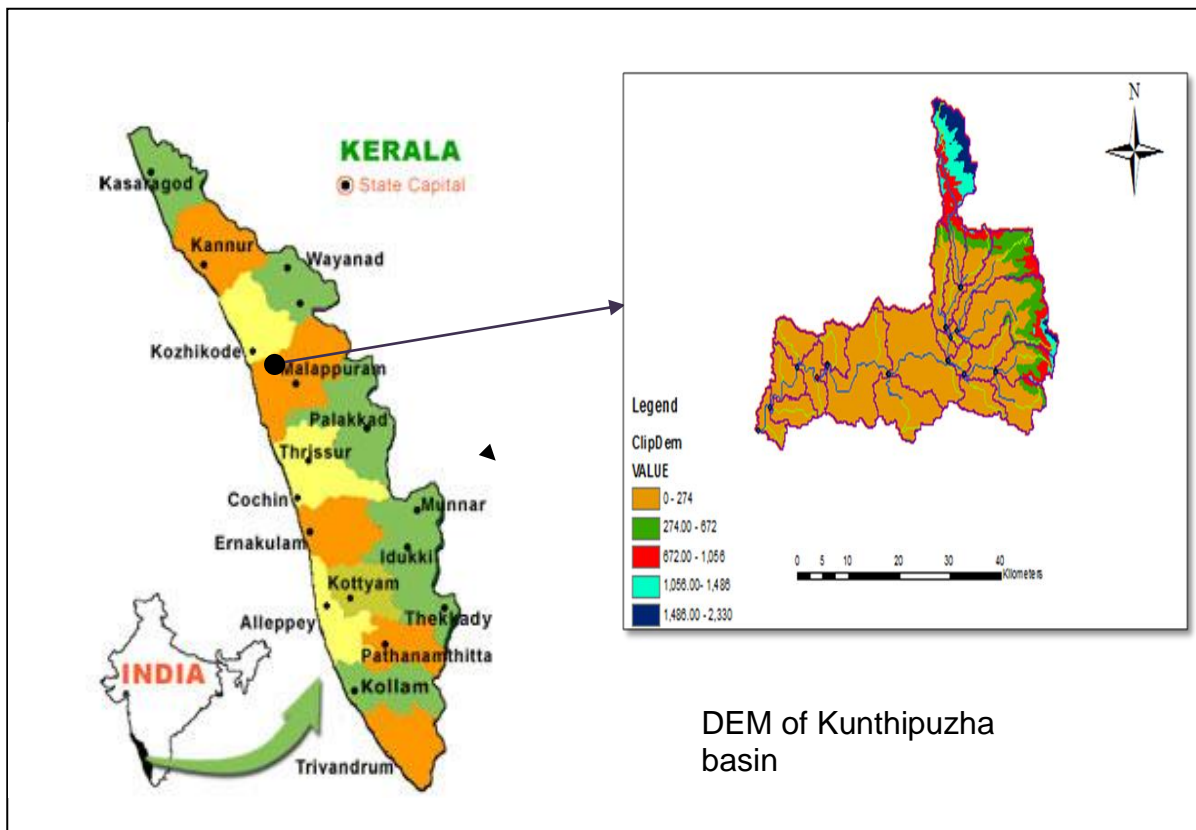 KERALA
State Capital
Kasaragod
Kannur
Wayanad
Kozhikode
Malappuram
Palakkad
Thrissur
Cochin
Munnar
Ernakulam
Idukki
Kottyam
Alleppey
Thekkady
Pathanamthitta
INDIA
Kollam
Trivandrum
N
Legend
ClipDem
VALUE
0 - 274
274.00 - 672
672.00 - 1,056
1,056.00 - 1,486
1,486.00 - 2,330
0 5 10 20 30 40
Kilometers
DEM of Kunthipuzha
basin